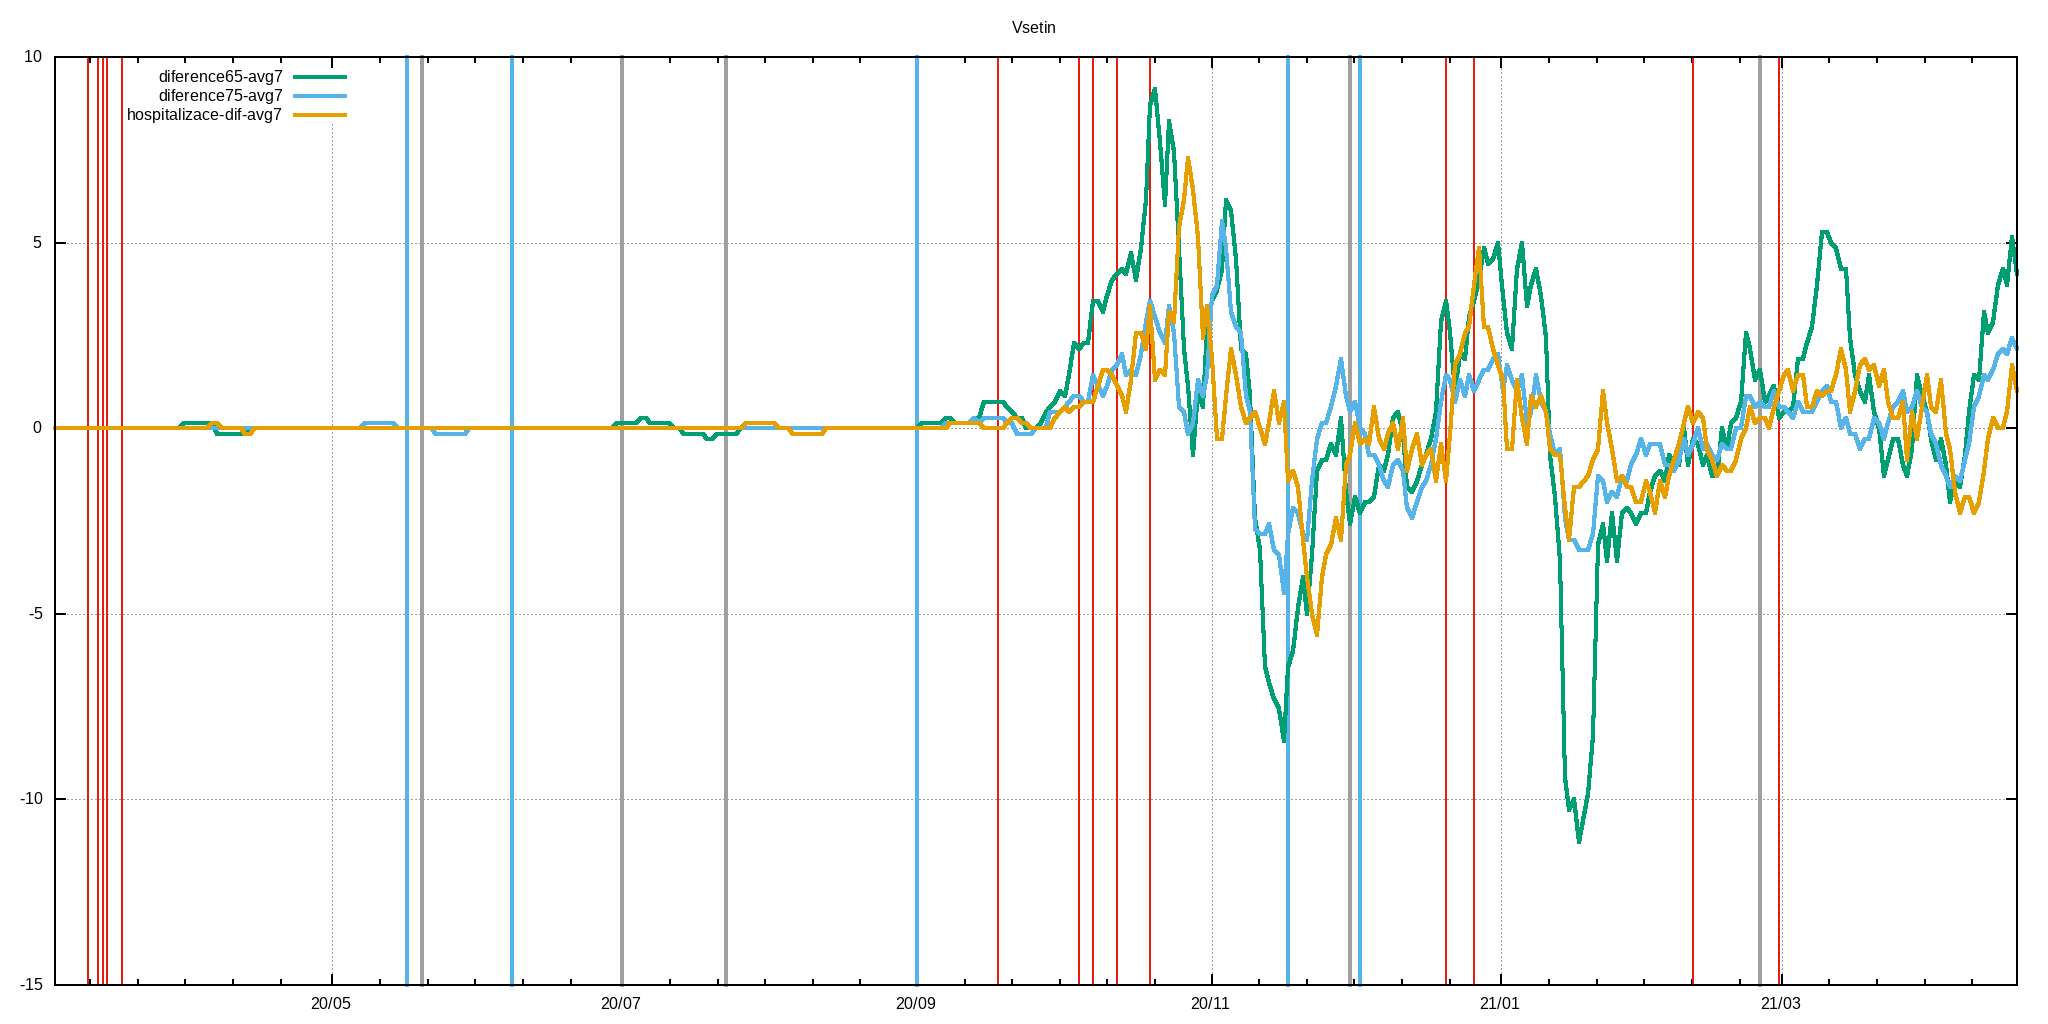 Vsetin
diference65-avg7
diference75-avg7
hospitalizace-dif-avg7
10
5
0
-5
-10
-15
20/05 20/07 20/09 20/11 21/01 21/03